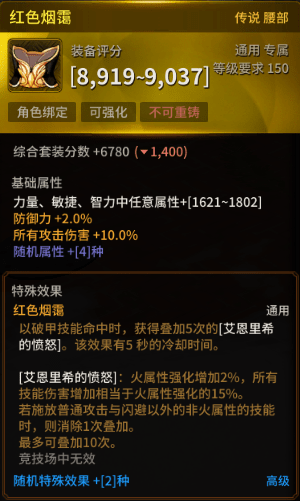 红色烟霭
传说 腰部
装备评分
通用 专属
[8,919~9,037]
等级要求 150
角色绑定
可强化
不可重铸
综合套装分数 +6780 (▼1,400)
基础属性
力量、敏捷、智力中任意属性+[1621~1802]
防御力 +2.0%
所有攻击伤害 +10.0%
随机属性 +[4]种
特殊效果
红色烟霭
通用
以破甲技能命中时，获得叠加5次的[艾恩里希
的愤怒]。该效果有5 秒的冷却时间。
[艾恩里希的愤怒]：火属性强化增加2%，所有
技能伤害增加相当于火属性强化的15%。
若施放普通攻击与闪避以外的非火属性的技能
时，则消除1次叠加。
最多可叠加10次。
竞技场中无效
随机特殊效果 +[2]种
高级